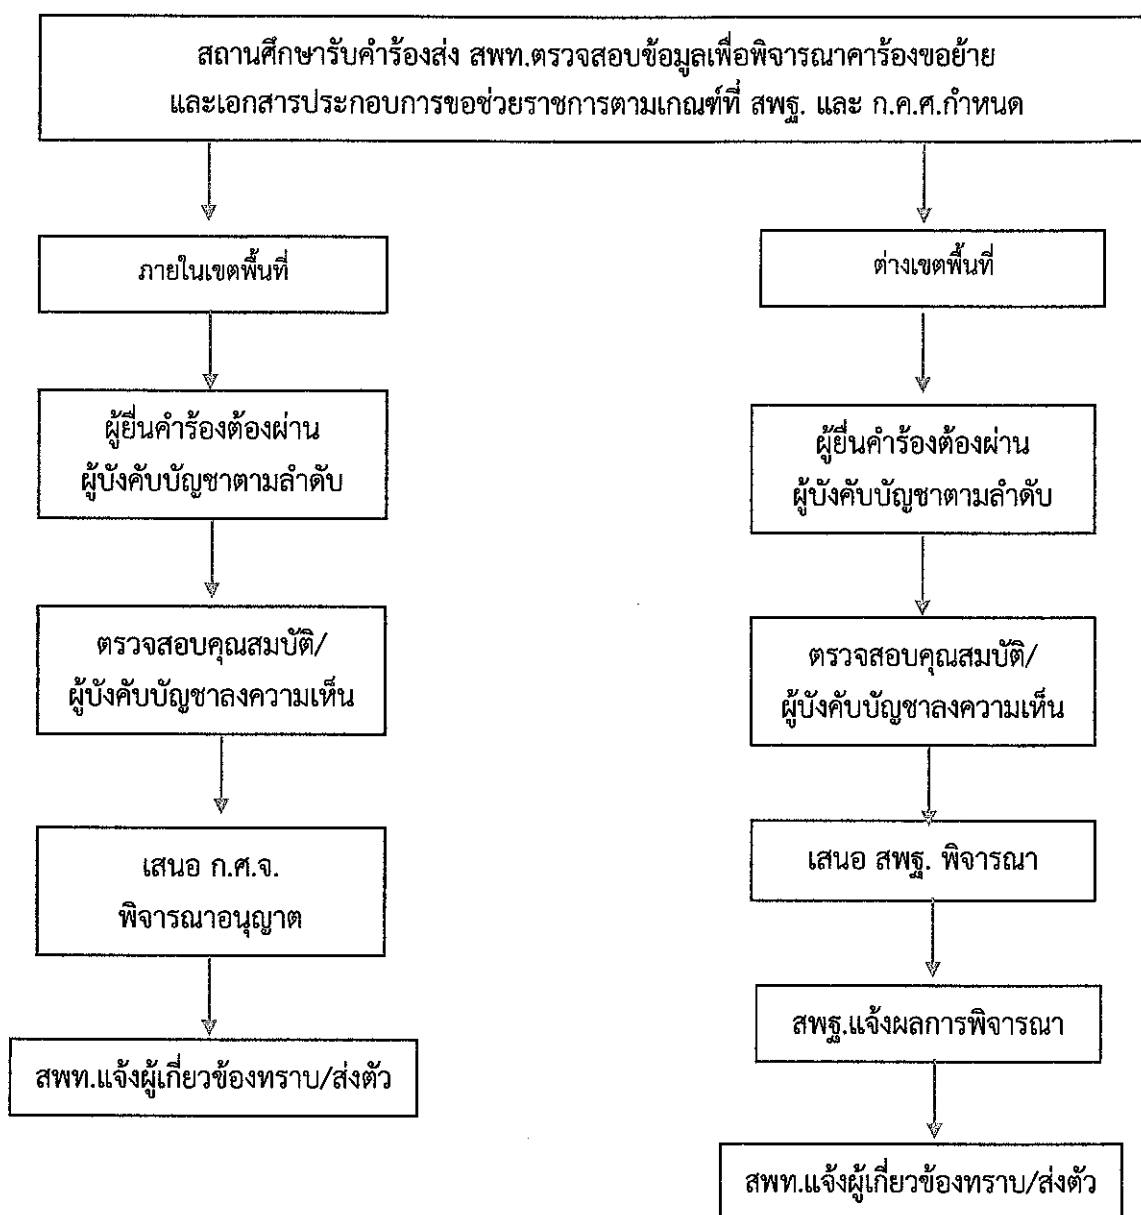 สถานศึกษารับคำร้องส่ง สพท.ตรวจสอบข้อมูลเพื่อพิจารณาคาร้องขอย้าย
และเอกสารประกอบการขอช่วยราชการตามเกณฑ์ที่ สพฐ. และ ก.ค.ศ.กำหนด
ภายในเขตพื้นที่
ผู้ยื่นคำร้องต้องผ่าน
ผู้บังคับบัญชาตามลำดับ
ตรวจสอบคุณสมบัติ/
ผู้บังคับบัญชาลงความเห็น
เสนอ ก.ศ.จ.
พิจารณาอนุญาต
สพท.แจ้งผู้เกี่ยวข้องทราบ/ส่งตัว
ต่างเขตพื้นที่
ผู้ยื่นคำร้องต้องผ่าน
ผู้บังคับบัญชาตามลำดับ
ตรวจสอบคุณสมบัติ/
ผู้บังคับบัญชาลงความเห็น
เสนอ สพฐ. พิจารณา
สพฐ.แจ้งผลการพิจารณา
สพท.แจ้งผู้เกี่ยวข้องทราบ/ส่งตัว